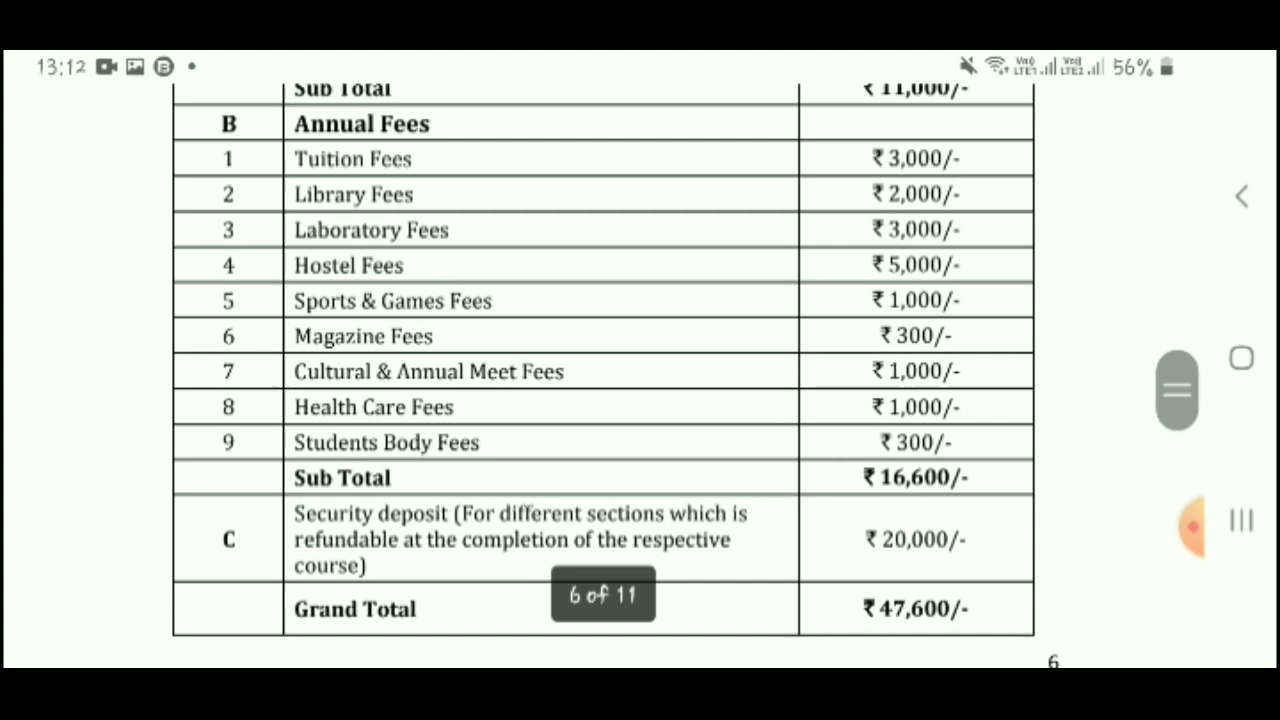 13:12
Vo) LTE1 Vo) LTE2 56%
Sub Total ₹ 11,000/-
B Annual Fees
1 Tuition Fees ₹ 3,000/-
2 Library Fees ₹ 2,000/-
3 Laboratory Fees ₹ 3,000/-
4 Hostel Fees ₹ 5,000/-
5 Sports & Games Fees ₹ 1,000/-
6 Magazine Fees ₹ 300/-
7 Cultural & Annual Meet Fees ₹ 1,000/-
8 Health Care Fees ₹ 1,000/-
9 Students Body Fees ₹ 300/-
Sub Total ₹ 16,600/-
C Security deposit (For different sections which is
refundable at the completion of the respective
course)
₹ 20,000/-
6 of 11
Grand Total ₹ 47,600/-
6